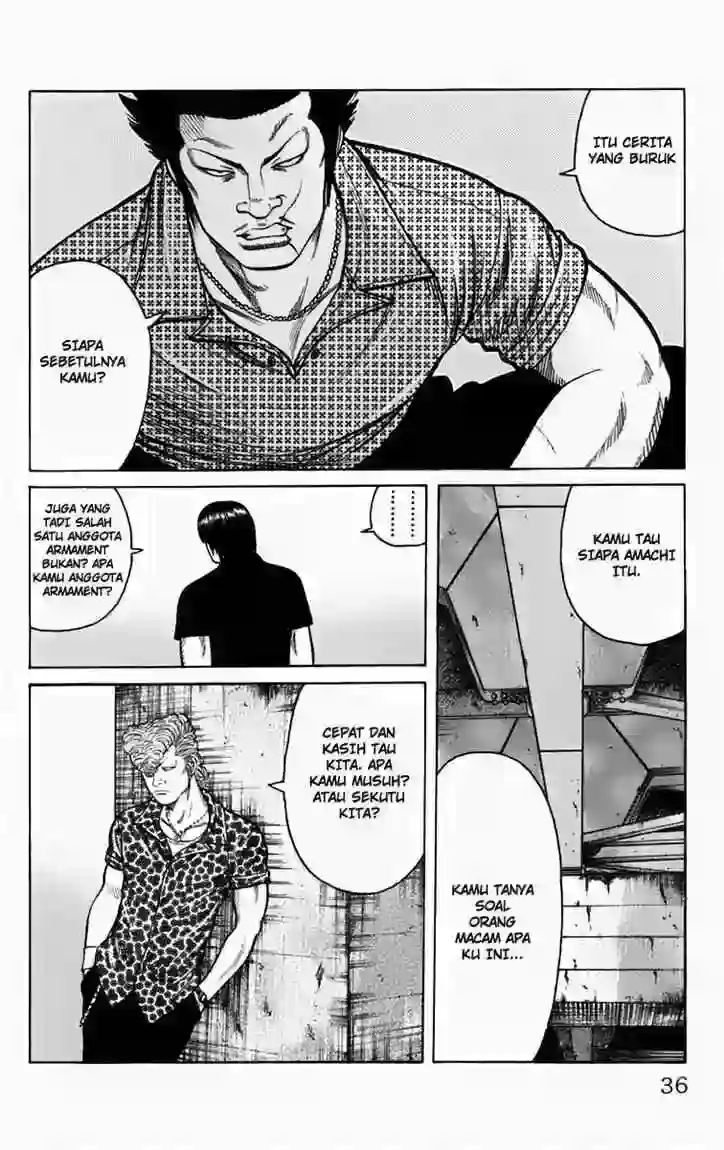 ITU CERITA
YANG BURUK
SIAPA
SEBETULNYA
KAMU?
KAMU TAU
SIAPA AMACHI
ITU.
JUGA YANG
TADI SALAH
SATU ANGGOTA
ARMAMENT
BUKAN? APA
KAMU ANGGOTA
ARMAMENT?
KAMU TANYA
SOAL
ORANG
MACAM APA
KU INI...
CEPAT DAN
KASIH TAU
KITA. APA
KAMU MUSUH?
ATAU SEKUTU
KITA?
36